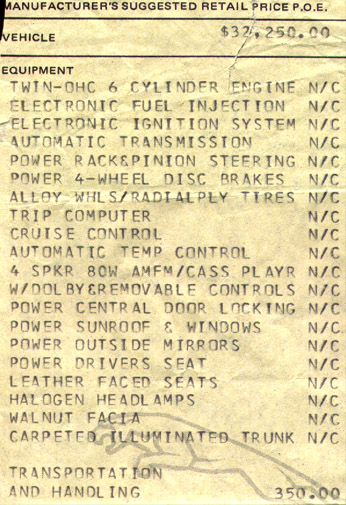 MANUFACTURER'S SUGGESTED RETAIL PRICE P.O.E.
VEHICLE $32,250.00
EQUIPMENT
TWIN-OHC 6 CYLINDER ENGINE N/C
ELECTRONIC FUEL INJECTION N/C
ELECTRONIC IGNITION SYSTEM N/C
AUTOMATIC TRANSMISSION N/C
POWER RACK&PINION STEERING N/C
POWER 4-WHEEL DISC BRAKES N/C
ALLOY WHLS/RADIALPLY TIRES N/C
TRIP COMPUTER N/C
CRUISE CONTROL N/C
AUTOMATIC TEMP CONTROL N/C
4 SPKR 80W AMFM/CASS PLAYR N/C
W/DOLBY&REMOVABLE CONTROLS N/C
POWER CENTRAL DOOR LOCKING N/C
POWER SUNROOF & WINDOWS N/C
POWER OUTSIDE MIRRORS N/C
POWER DRIVERS SEAT N/C
LEATHER FACED SEATS N/C
HALOGEN HEADLAMPS N/C
WALNUT FACIA N/C
CARPETED ILLUMINATED TRUNK N/C
TRANSPORTATION
AND HANDLING 350.00